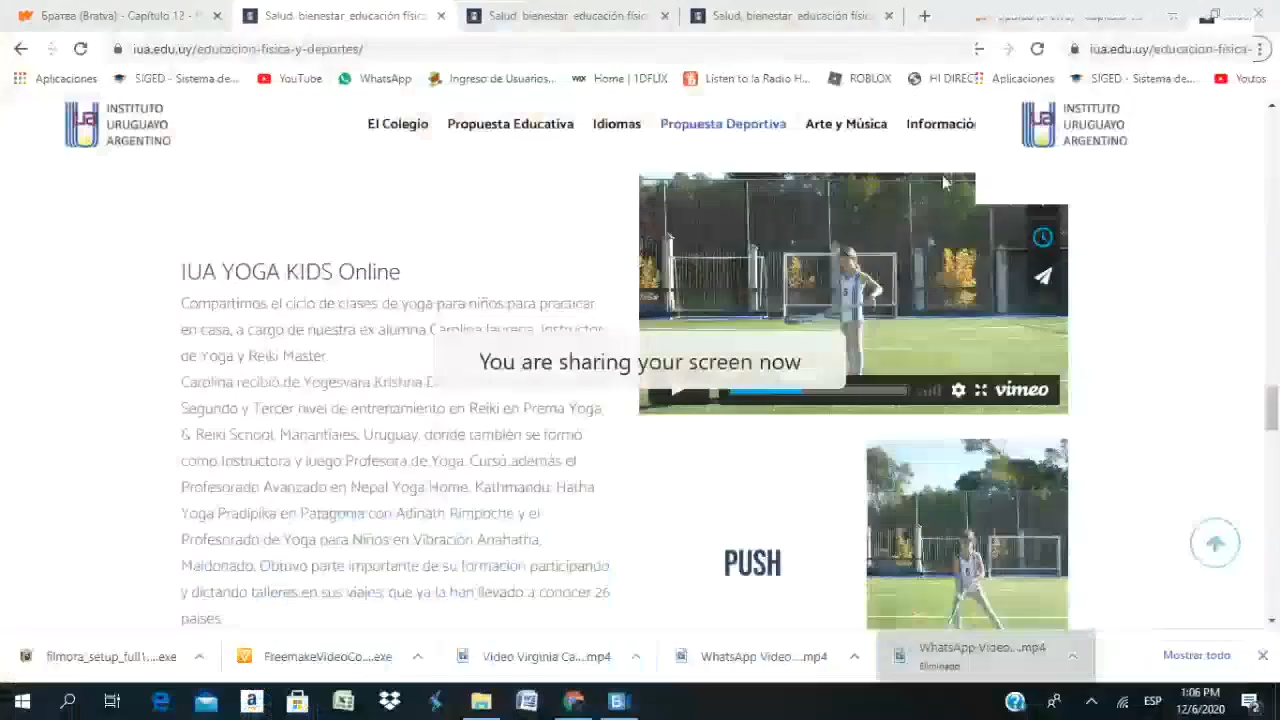 Братва (Bratva) - Capítulo 12 -
Salud, bienestar, educación física
Salud, bienestar, educación física
Salud, bienestar, educación física
iua.edu.uy/educacion-fisica-y-deportes/
iua.edu.uy/educacion-fisica-
Aplicaciones
SIGED - Sistema de...
YouTube
WhatsApp
Ingreso de Usuarios...
WIX
Home | 1DFUX
Listen to la Radio H...
ROBLOX
HI DIREC
Aplicaciones
SIGED - Sistema de...
INSTITUTO
URUGUAYO
ARGENTINO
El Colegio
Propuesta Educativa
Idiomas
Propuesta Deportiva
Arte y Música
Informació
INSTITUTO
URUGUAYO
ARGENTINO
IUA YOGA KIDS Online
Compartimos el ciclo de clases de yoga para niños para practicar
en casa, a cargo de nuestra ex alumna Carolina Instructor
de Yoga y Reiki Master.
Carolina recibió de Yogesvara Krishna D
Segundo y Tercer nivel de entrenamiento en Reiki en Prema Yoga
& Reiki School, Manantiales, Uruguay, donde también se formó
como Instructora y luego Profesora de Yoga. Cursó además el
Profesorado Avanzado en Nepal Yoga Home, Kathmandu; Hatha
Yoga Pradipika en Patagonia con Adinath Rimpoche y el
Profesorado de Yoga para Niños en Vibración Anahatha,
Maldonado. Obtuvo parte importante de su formación participando
y dictando talleres en sus viajes, que ya la han llevado a conocer 26
países.
You are sharing your screen now
vimeo
PUSH
filmora_setup_full1....exe
FreemakeVideoCo....exe
Video Virginia Ca....mp4
WhatsApp Video....mp4
WhatsApp Video....mp4
Eliminado
Mostrar todo
ESP
1:06 PM
12/6/2020